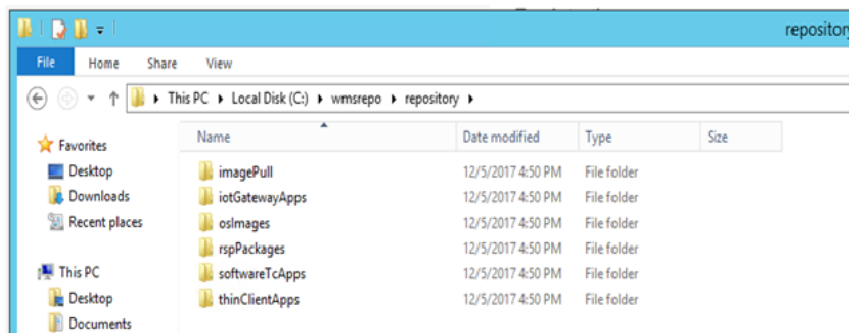 repository
File Home Share View
This PC Local Disk (C:) wmsrepo repository
Favorites
Desktop
Downloads
Recent places
This PC
Desktop
Documents
Name Date modified Type Size
imagePull 12/5/2017 4:50 PM File folder
iotGatewayApps 12/5/2017 4:50 PM File folder
osImages 12/5/2017 4:50 PM File folder
rspPackages 12/5/2017 4:50 PM File folder
softwareTcApps 12/5/2017 4:50 PM File folder
thinClientApps 12/5/2017 4:50 PM File folder